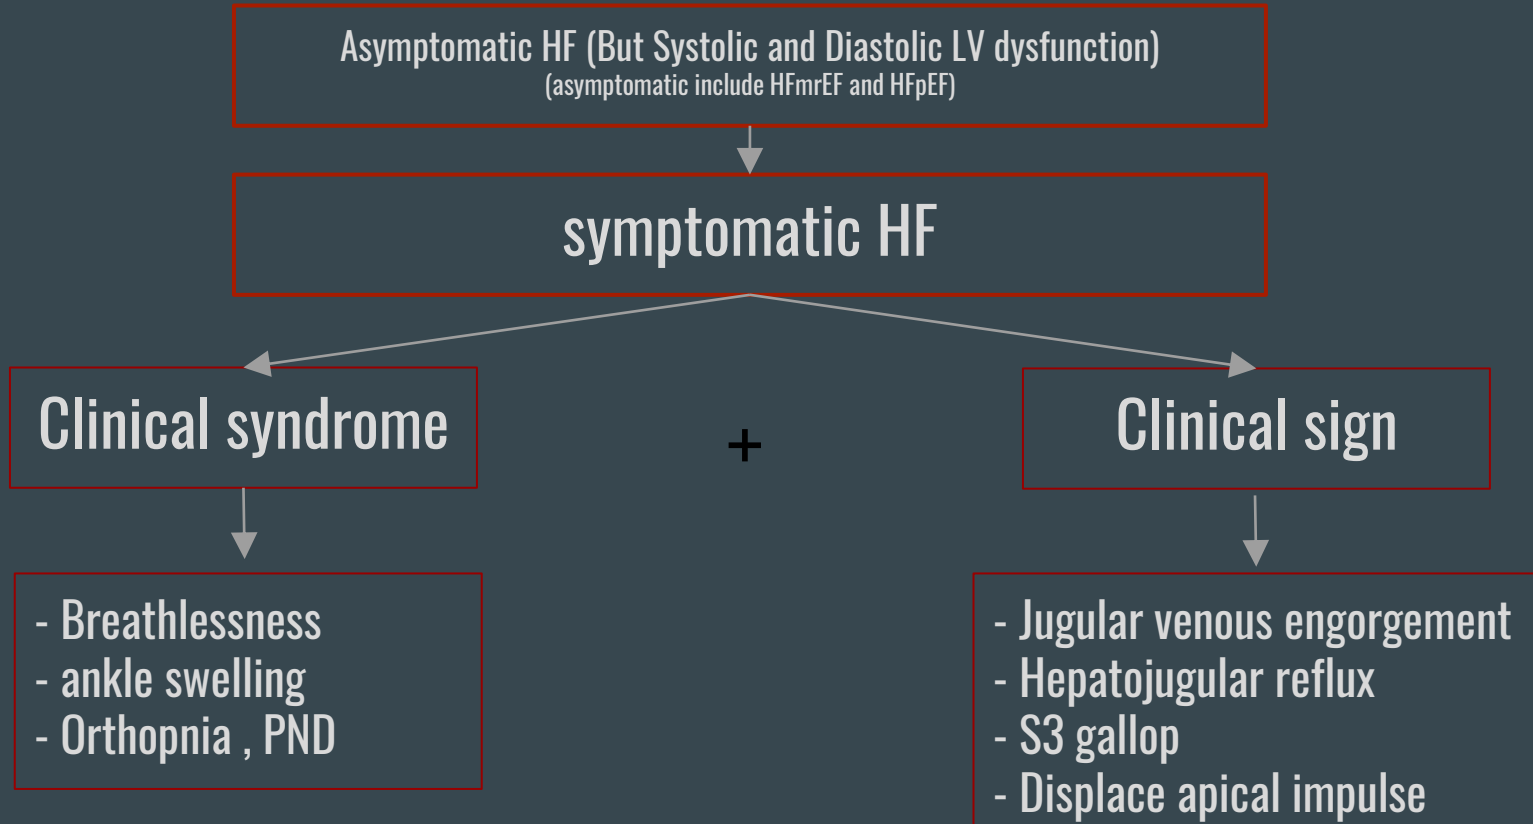 Asymptomatic HF (But Systolic and Diastolic LV dysfunction)
(asymptomatic include HFmrEF and HFpEF)
symptomatic HF
Clinical syndrome
+
Clinical sign
- Breathlessness
- ankle swelling
- Orthopnia , PND
- Jugular venous engorgement
- Hepatojugular reflux
- S3 gallop
- Displace apical impulse